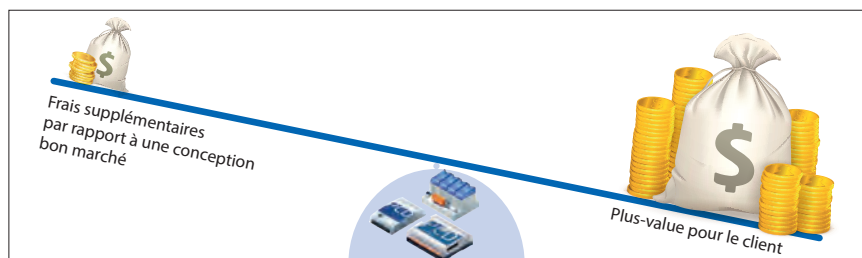 $
Frais supplémentaires
par rapport à une conception
bon marché
$
Plus-value pour le client